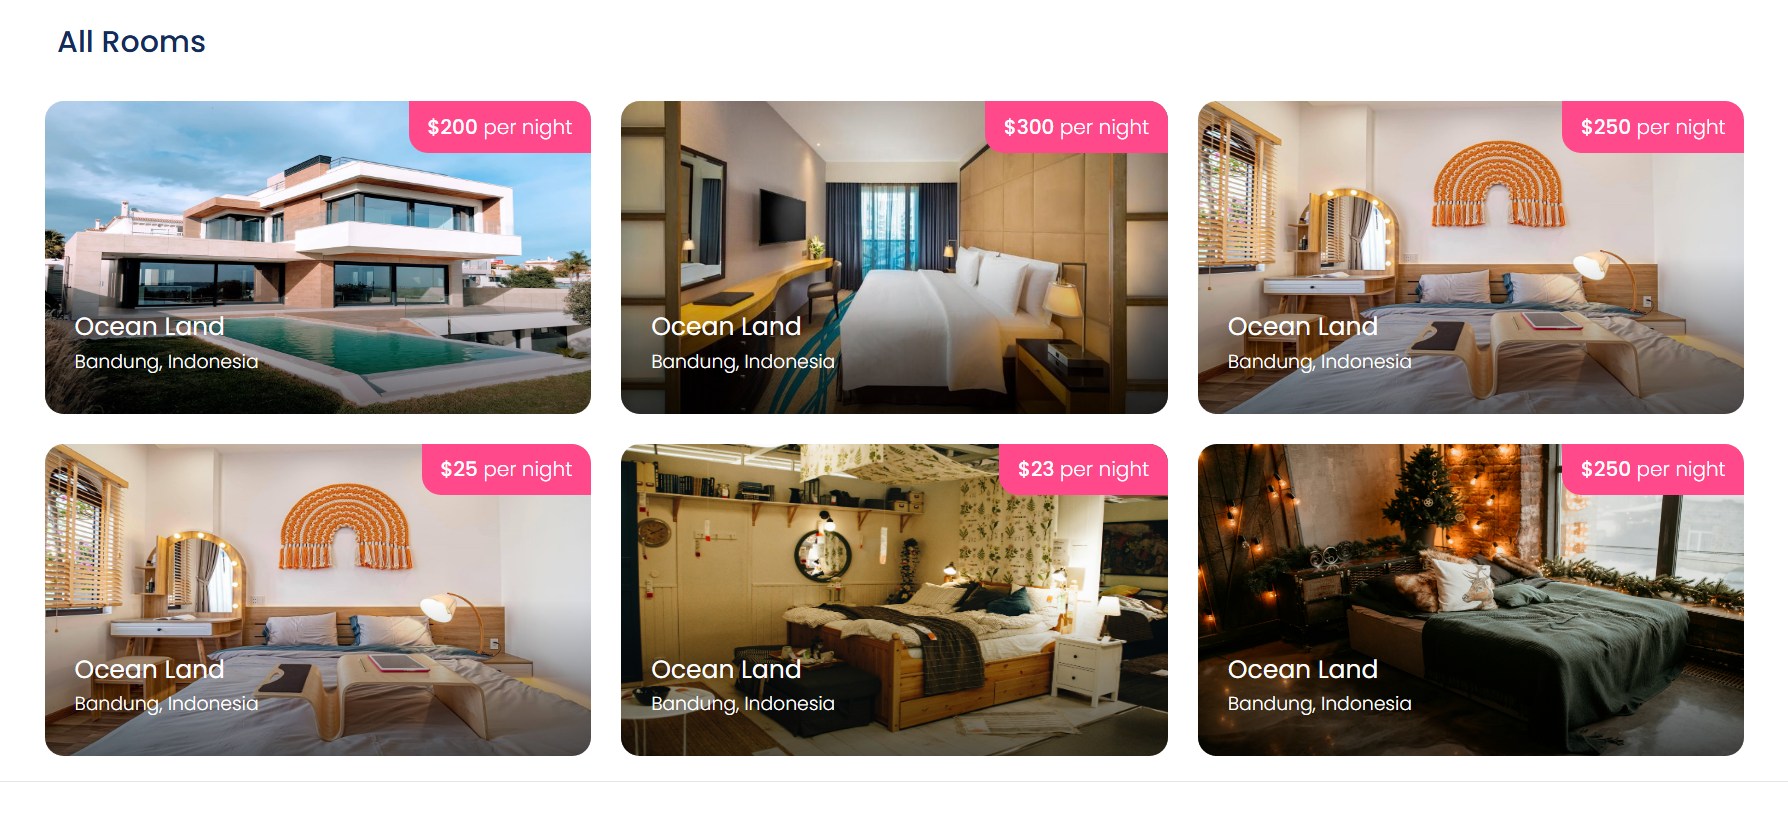 All Rooms
$200 per night
Ocean Land
Bandung, Indonesia
$300 per night
Ocean Land
Bandung, Indonesia
$250 per night
Ocean Land
Bandung, Indonesia
$25 per night
Ocean Land
Bandung, Indonesia
$23 per night
Ocean Land
Bandung, Indonesia
$250 per night
Ocean Land
Bandung, Indonesia